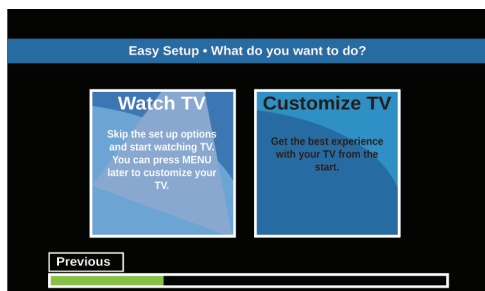 Easy Setup • What do you want to do?
Watch TV
Skip the set up options
and start watching TV.
You can press MENU
later to customize your
TV.
Customize TV
Get the best experience
with your TV from the
start.
Previous